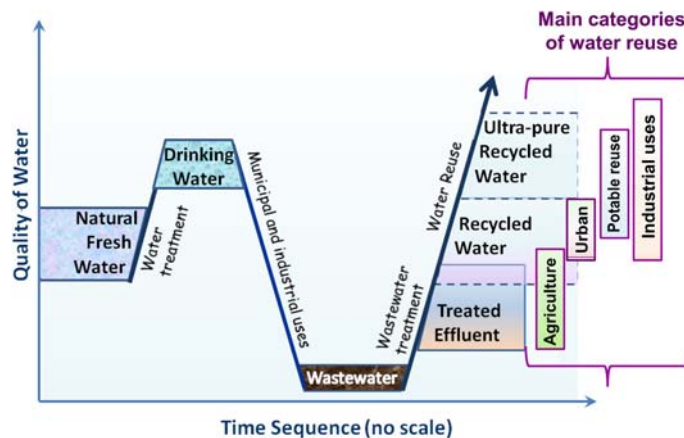 Main categories
of water reuse
Quality of Water
Natural
Fresh
Water
Water
treatment
Drinking
Water
Municipal and industrial uses
Wastewater
Wastewater
treatment
Water Reuse
Ultra-pure
Recycled
Water
Recycled
Water
Treated
Effluent
Agriculture
Urban
Potable reuse
Industrial uses
Time Sequence (no scale)